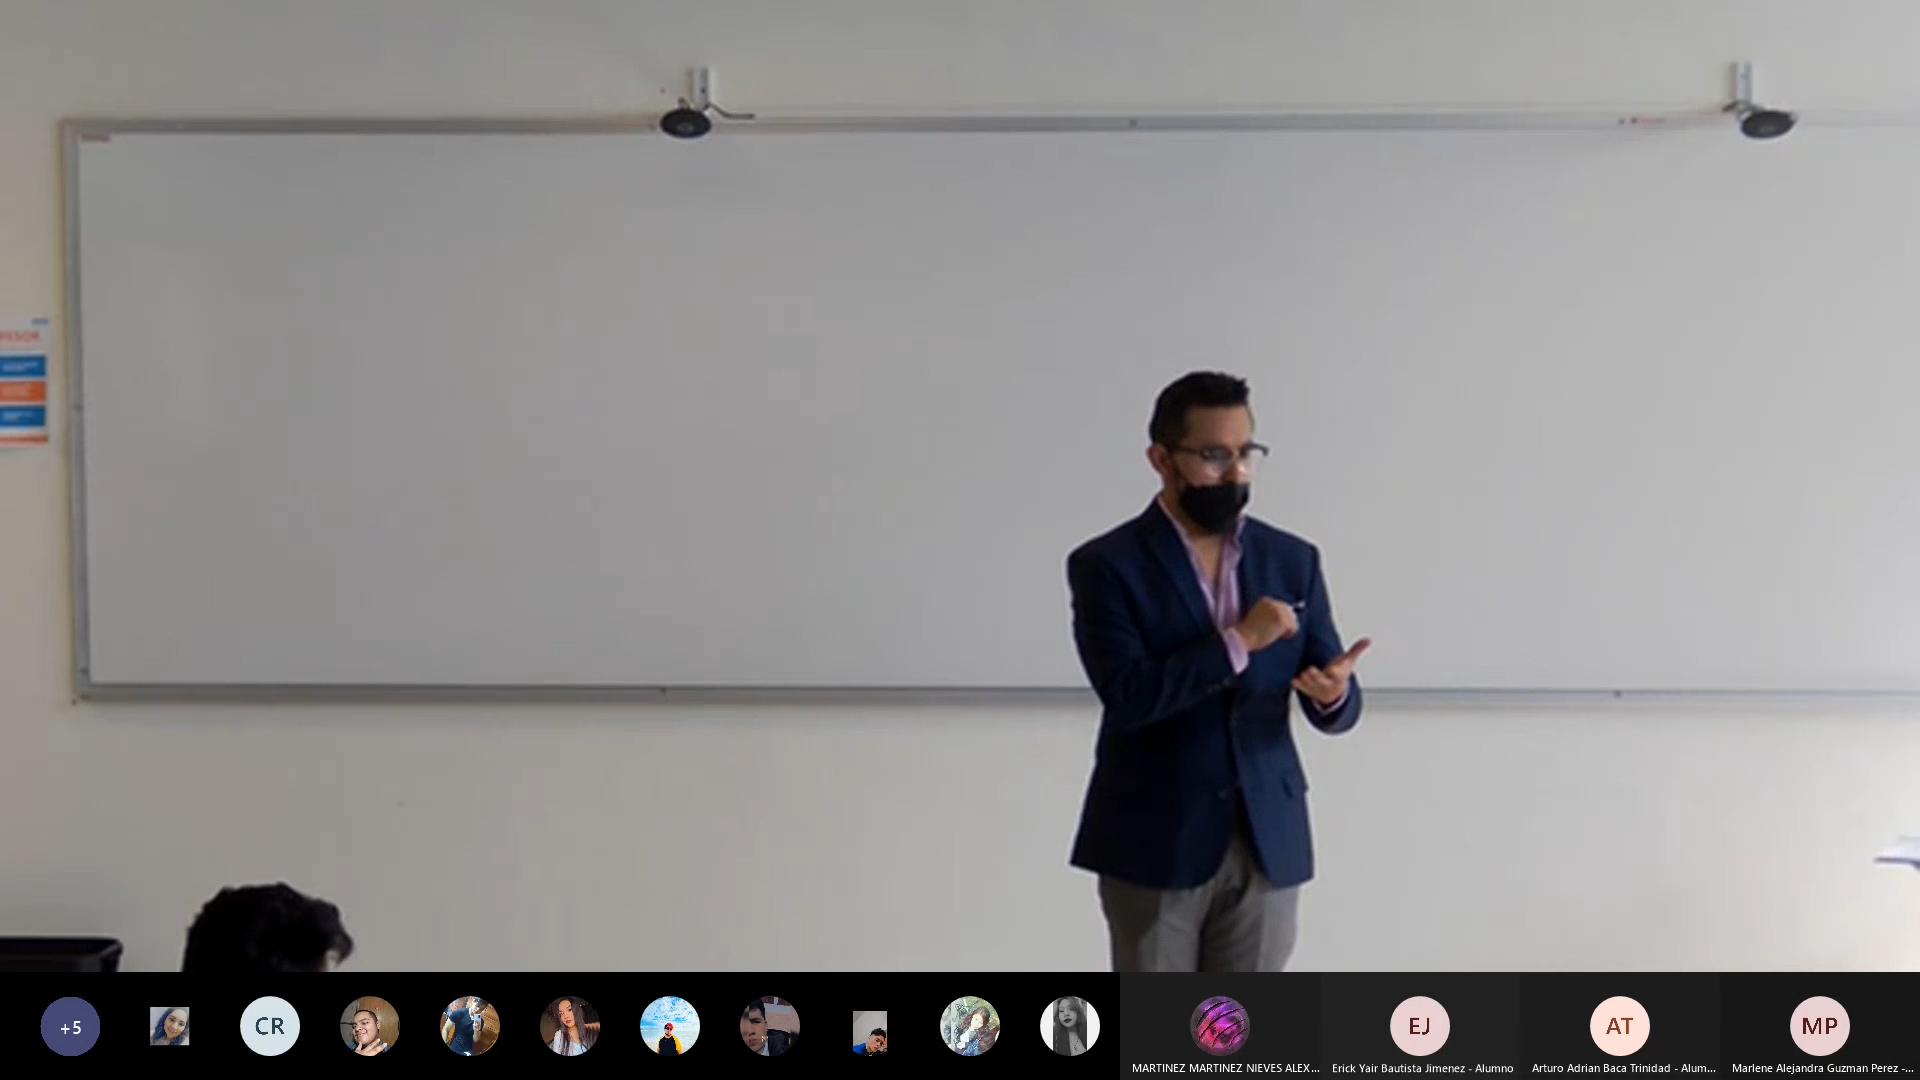 +5
CR
EJ
AT
MP
MARTINEZ MARTINEZ NIEVES ALEX...
Erick Yair Bautista Jimenez - Alumno
Arturo Adrian Baca Trinidad - Alum...
Marlene Alejandra Guzman Perez -...